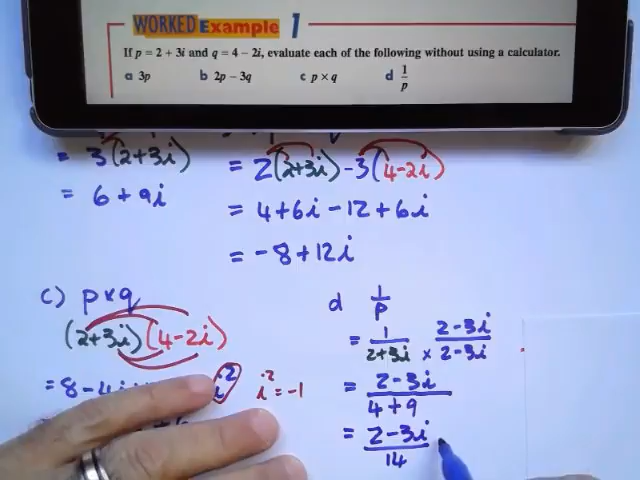 WORKED Example 1
If p = 2 + 3i and q = 4 – 2i, evaluate each of the following without using a calculator.
a 3p b 2p – 3q c p × q d 1/p
= 3(2+3i)
= 6 + 9i
= 2(2+3i) - 3(4-2i)
= 4+6i - 12 + 6i
= -8 + 12i
c) p × q
(2+3i)(4-2i)
= 8 - 4i
i² i² = -1
d 1/p
= 1/(2+3i) × (2-3i)/(2-3i)
= (2-3i)/(4+9)
= (2-3i)/14